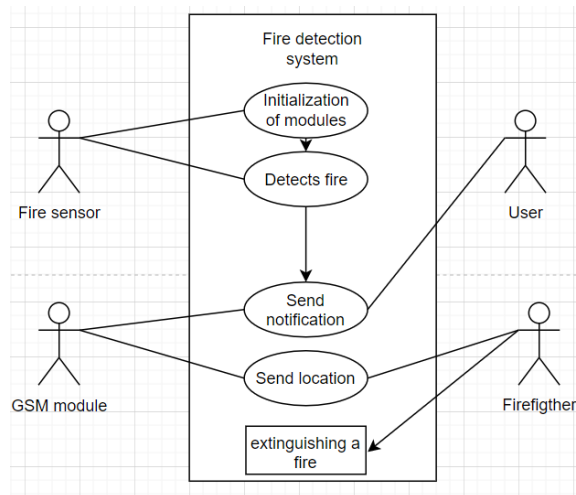 Fire detection
system
Initialization
of modules
Detects fire
Fire sensor
User
Send
notification
Send location
GSM module
Firefigther
extinguishing a
fire